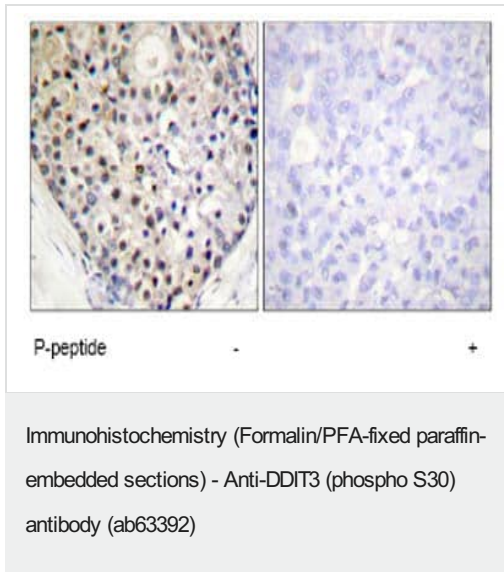 P-peptide - +
Immunohistochemistry (Formalin/PFA-fixed paraffin-
embedded sections) - Anti-DDIT3 (phospho S30)
antibody (ab63392)